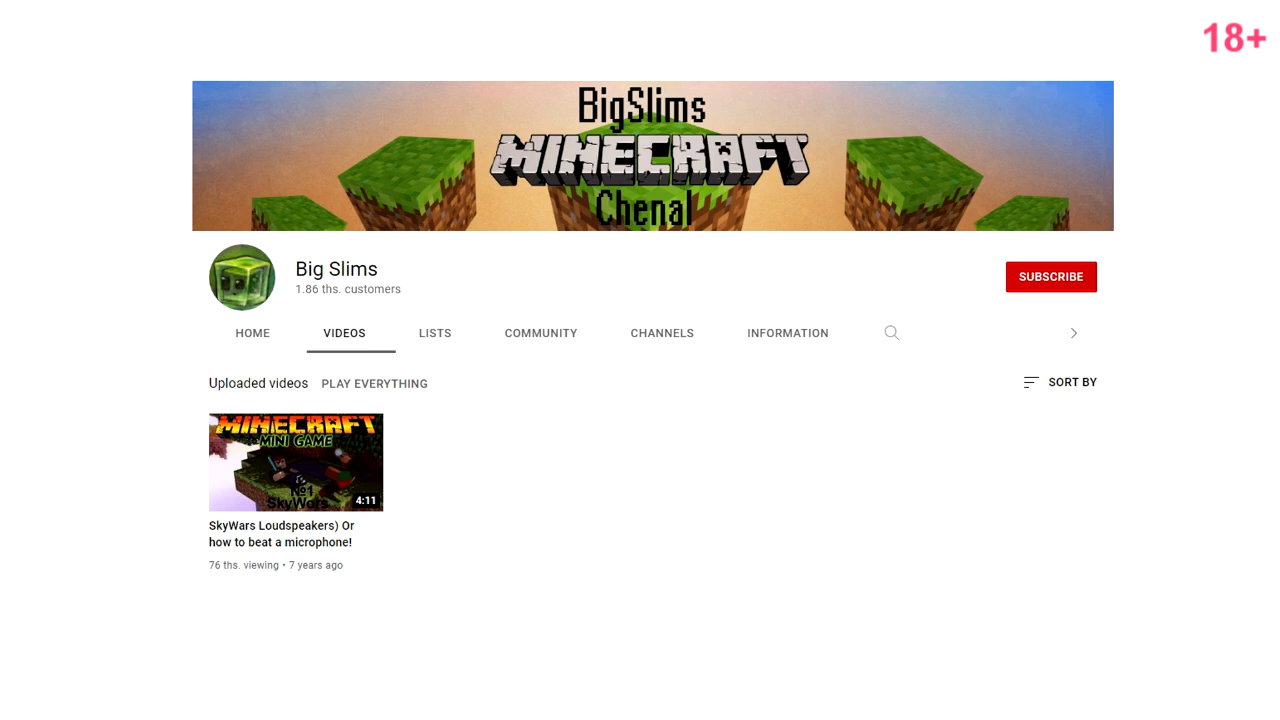 18+
BigSlims
MINECRAFT
Chenal
Big Slims
1.86 ths. customers
SUBSCRIBE
HOME VIDEOS LISTS COMMUNITY CHANNELS INFORMATION
Uploaded videos PLAY EVERYTHING SORT BY
MINECRAFT
MINI GAME
№1
SkyWars
4:11
SkyWars Loudspeakers) Or
how to beat a microphone!
76 ths. viewing • 7 years ago